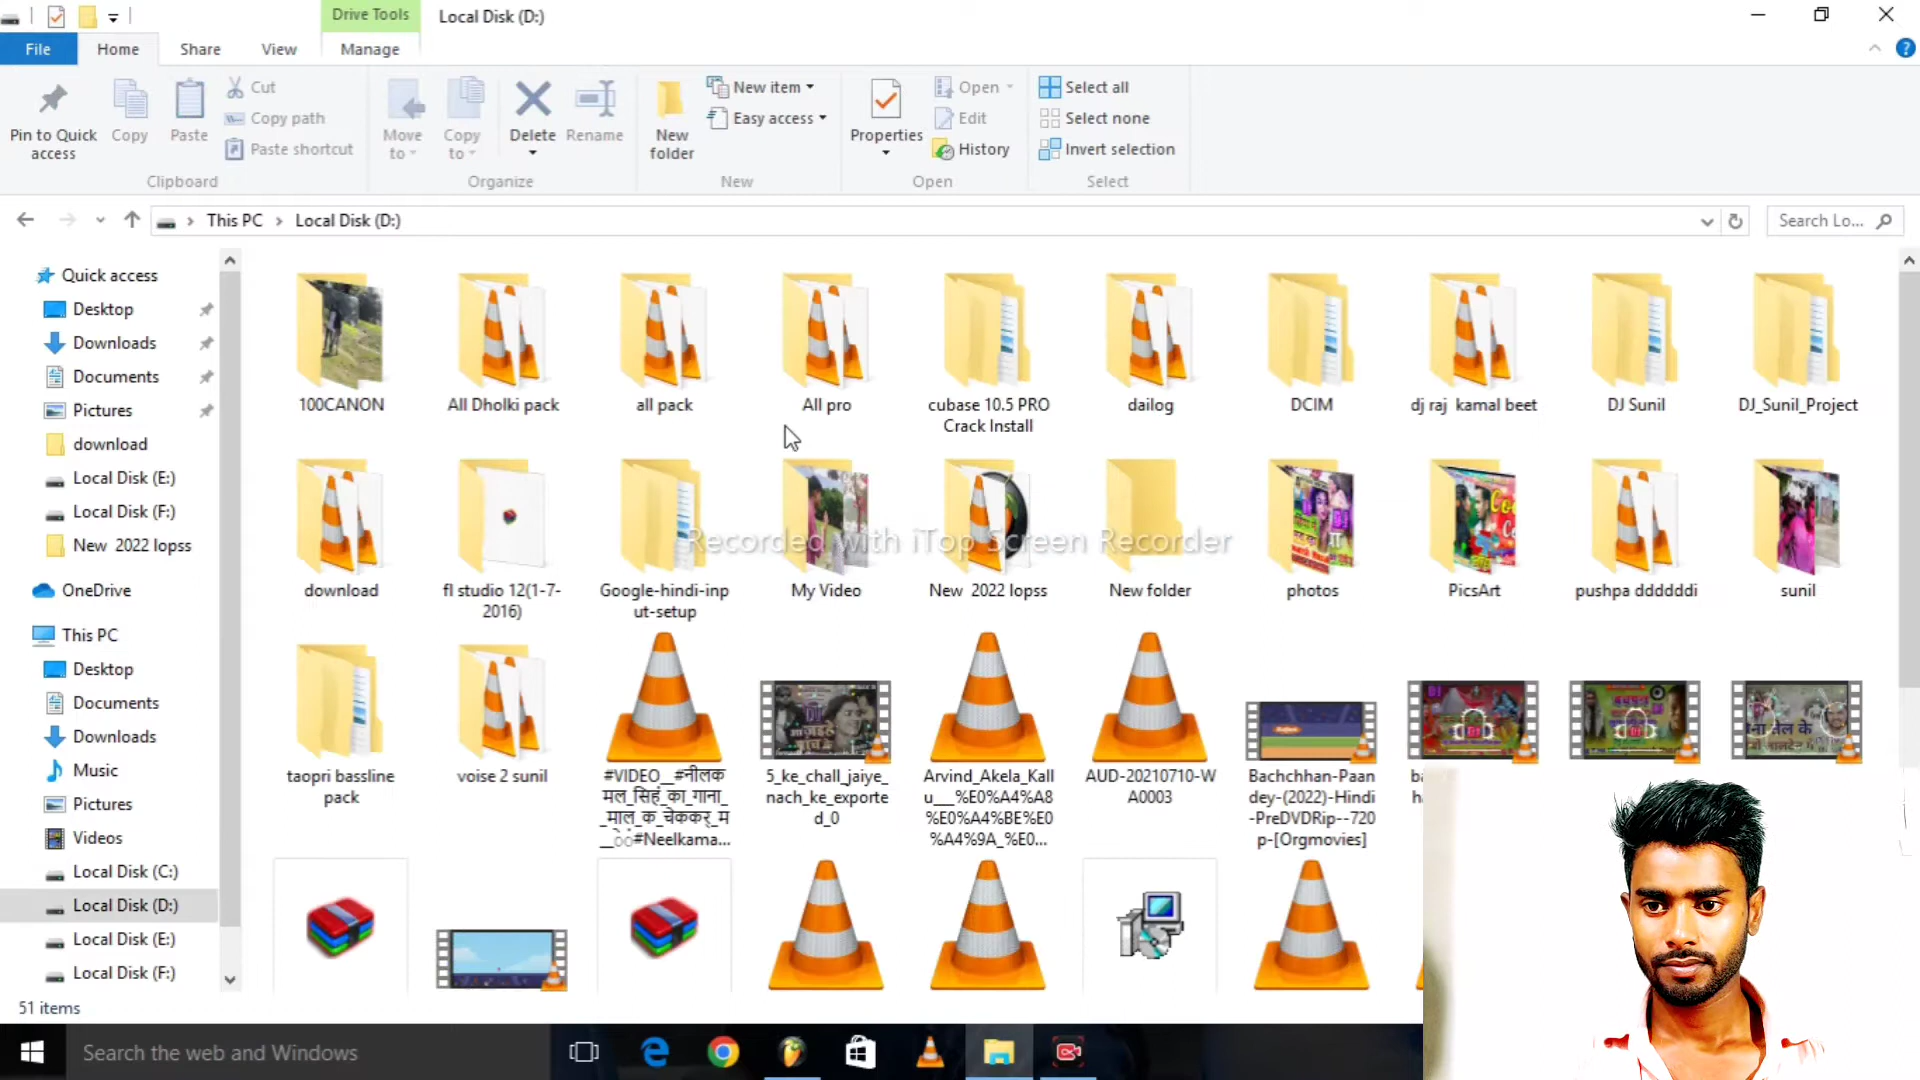 Drive Tools
Local Disk (D:)
File
Home
Share
View
Manage
Pin to Quick access
Copy
Paste
Cut
Copy path
Paste shortcut
Move to
Copy to
Delete
Rename
New folder
New item
Easy access
Properties
Open
Edit
History
Select all
Select none
Invert selection
Clipboard
Organize
New
Open
Select
This PC
Local Disk (D:)
Search Lo...
Quick access
Desktop
Downloads
Documents
Pictures
download
Local Disk (E:)
Local Disk (F:)
New 2022 lopss
OneDrive
This PC
Desktop
Documents
Downloads
Music
Pictures
Videos
Local Disk (C:)
Local Disk (D:)
Local Disk (E:)
Local Disk (F:)
100CANON
All Dholki pack
all pack
All pro
cubase 10.5 PRO
Crack Install
dailog
DCIM
dj raj kamal beet
DJ Sunil
DJ_Sunil_Project
Recorded with iTop Screen Recorder
download
fl studio 12(1-7-
2016)
Google-hindi-inp
ut-setup
My Video
New 2022 lopss
New folder
photos
PicsArt
pushpa ddddddi
sunil
taopri bassline
pack
voise 2 sunil
#VIDEO__#नीलक
मल_सिहं_का_गाना_
_माल_क_चेककर्_म
#Neelkama...
5_ke_chall_jaiye_
nach_ke_exporte
d_0
Arvind_Akela_Kall
u___%E0%A4%A8
%E0%A4%BE%E0
%A4%9A_%E0...
AUD-20210710-W
A0003
Bachchhan-Paan
dey-(2022)-Hindi
-PreDVDRip--720
p-[Orgmovies]
51 items
Search the web and Windows